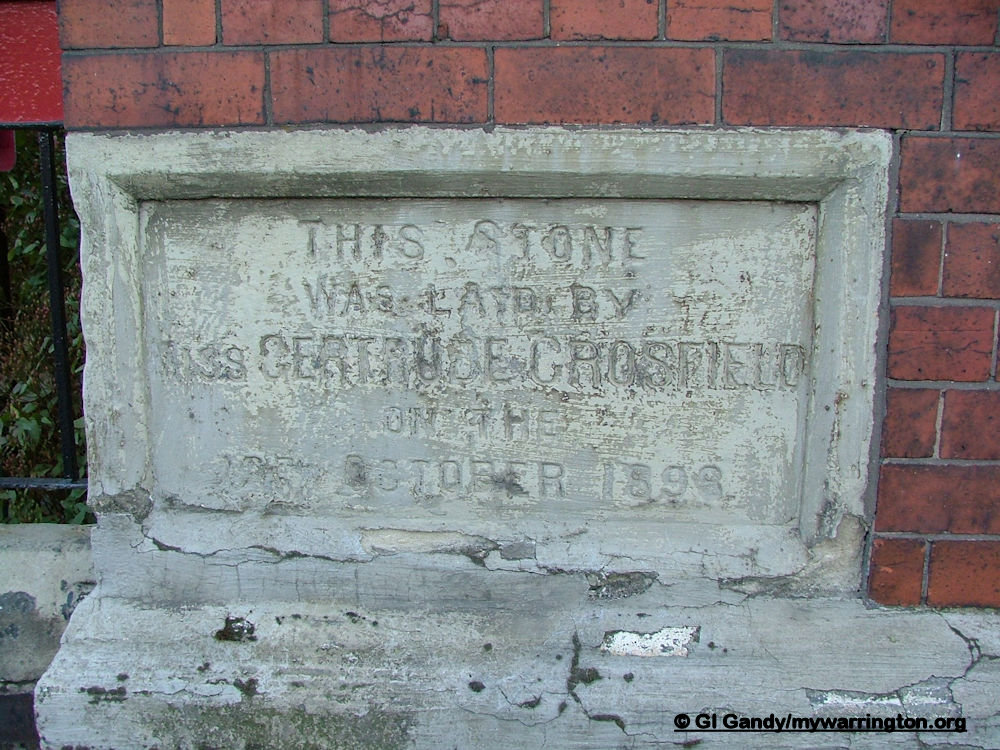 THIS STONE
WAS LAID BY
MISS GERTRUDE CROSFIELD
ON THE
OCTOBER 1898
© GI Gandy/mywarrington.org